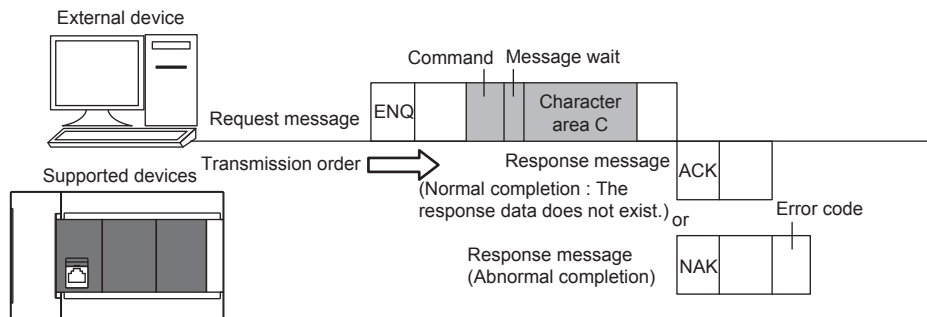 External device
Command
Message wait
Request message
ENQ
Character
area C
Transmission order
Response message
ACK
(Normal completion : The
response data does not exist.)
or
Supported devices
Error code
Response message
(Abnormal completion)
NAK